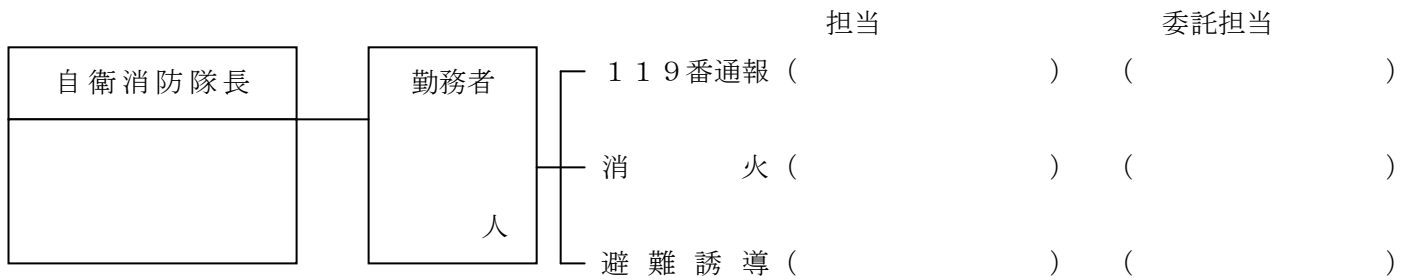 担当 委託担当
自衛消防隊長 勤務者 １１９番通報（ ）（ ）
消 火（ ）（ ）
人
避難誘導（ ）（ ）